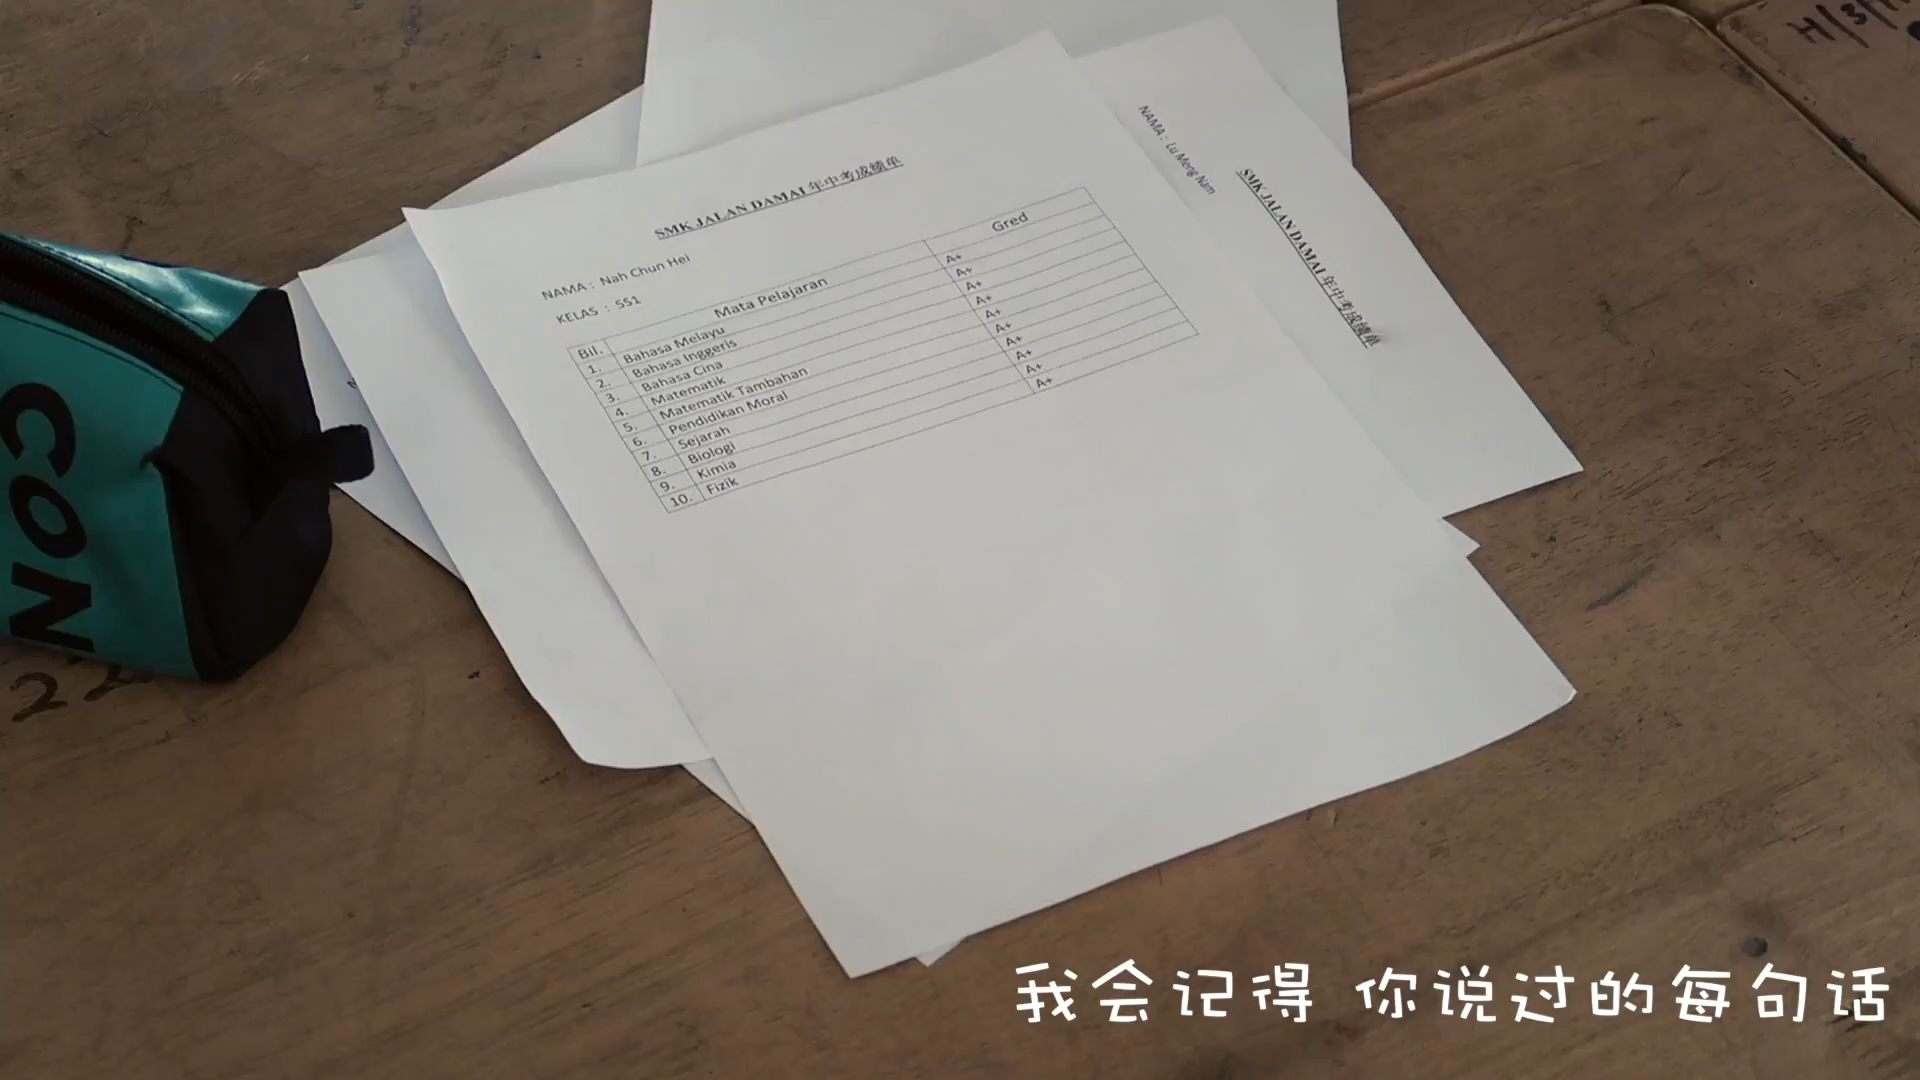 SMK JALAN DAMAI 年中考成绩单
NAMA : Nah Chun Hei
KELAS : 5S1
Bil. Mata Pelajaran Gred
1. Bahasa Melayu A+
2. Bahasa Inggeris A+
3. Bahasa Cina A+
4. Matematik A+
5. Matematik Tambahan A+
6. Pendidikan Moral A+
7. Sejarah A+
8. Biologi A+
9. Kimia A+
10. Fizik A+
NAMA : Lu Meng Nam
SMK JALAN DAMAI 年中考成绩单
CON
22
我会记得 你说过的每句话